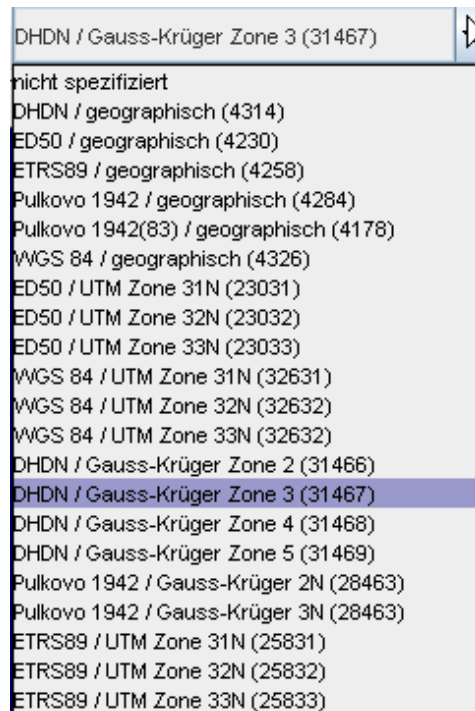 DHDN / Gauss-Krüger Zone 3 (31467)
nicht spezifiziert
DHDN / geographisch (4314)
ED50 / geographisch (4230)
ETRS89 / geographisch (4258)
Pulkovo 1942 / geographisch (4284)
Pulkovo 1942(83) / geographisch (4178)
WGS 84 / geographisch (4326)
ED50 / UTM Zone 31N (23031)
ED50 / UTM Zone 32N (23032)
ED50 / UTM Zone 33N (23033)
WGS 84 / UTM Zone 31N (32631)
WGS 84 / UTM Zone 32N (32632)
WGS 84 / UTM Zone 33N (32632)
DHDN / Gauss-Krüger Zone 2 (31466)
DHDN / Gauss-Krüger Zone 3 (31467)
DHDN / Gauss-Krüger Zone 4 (31468)
DHDN / Gauss-Krüger Zone 5 (31469)
Pulkovo 1942 / Gauss-Krüger 2N (28463)
Pulkovo 1942 / Gauss-Krüger 3N (28463)
ETRS89 / UTM Zone 31N (25831)
ETRS89 / UTM Zone 32N (25832)
ETRS89 / UTM Zone 33N (25833)